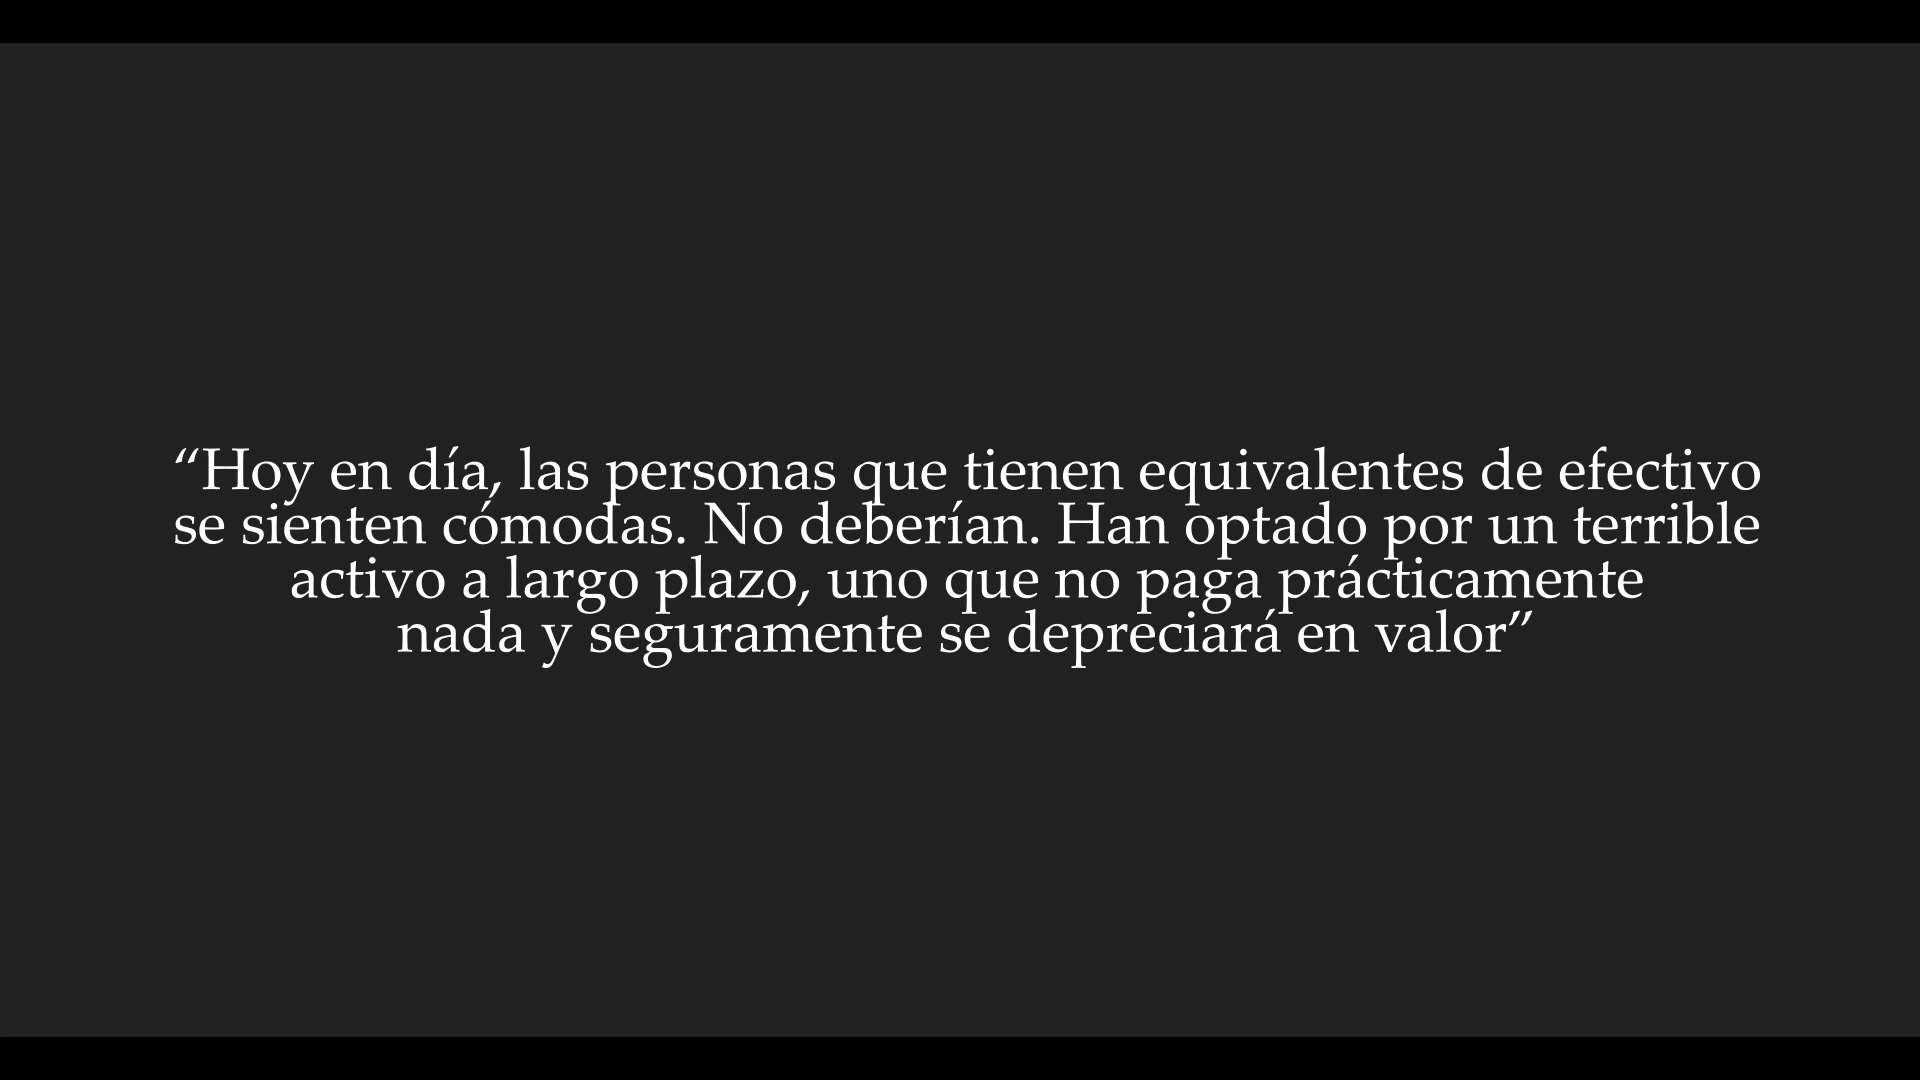 “Hoy en día, las personas que tienen equivalentes de efectivo
se sienten cómodas. No deberían. Han optado por un terrible
activo a largo plazo, uno que no paga prácticamente
nada y seguramente se depreciará en valor”